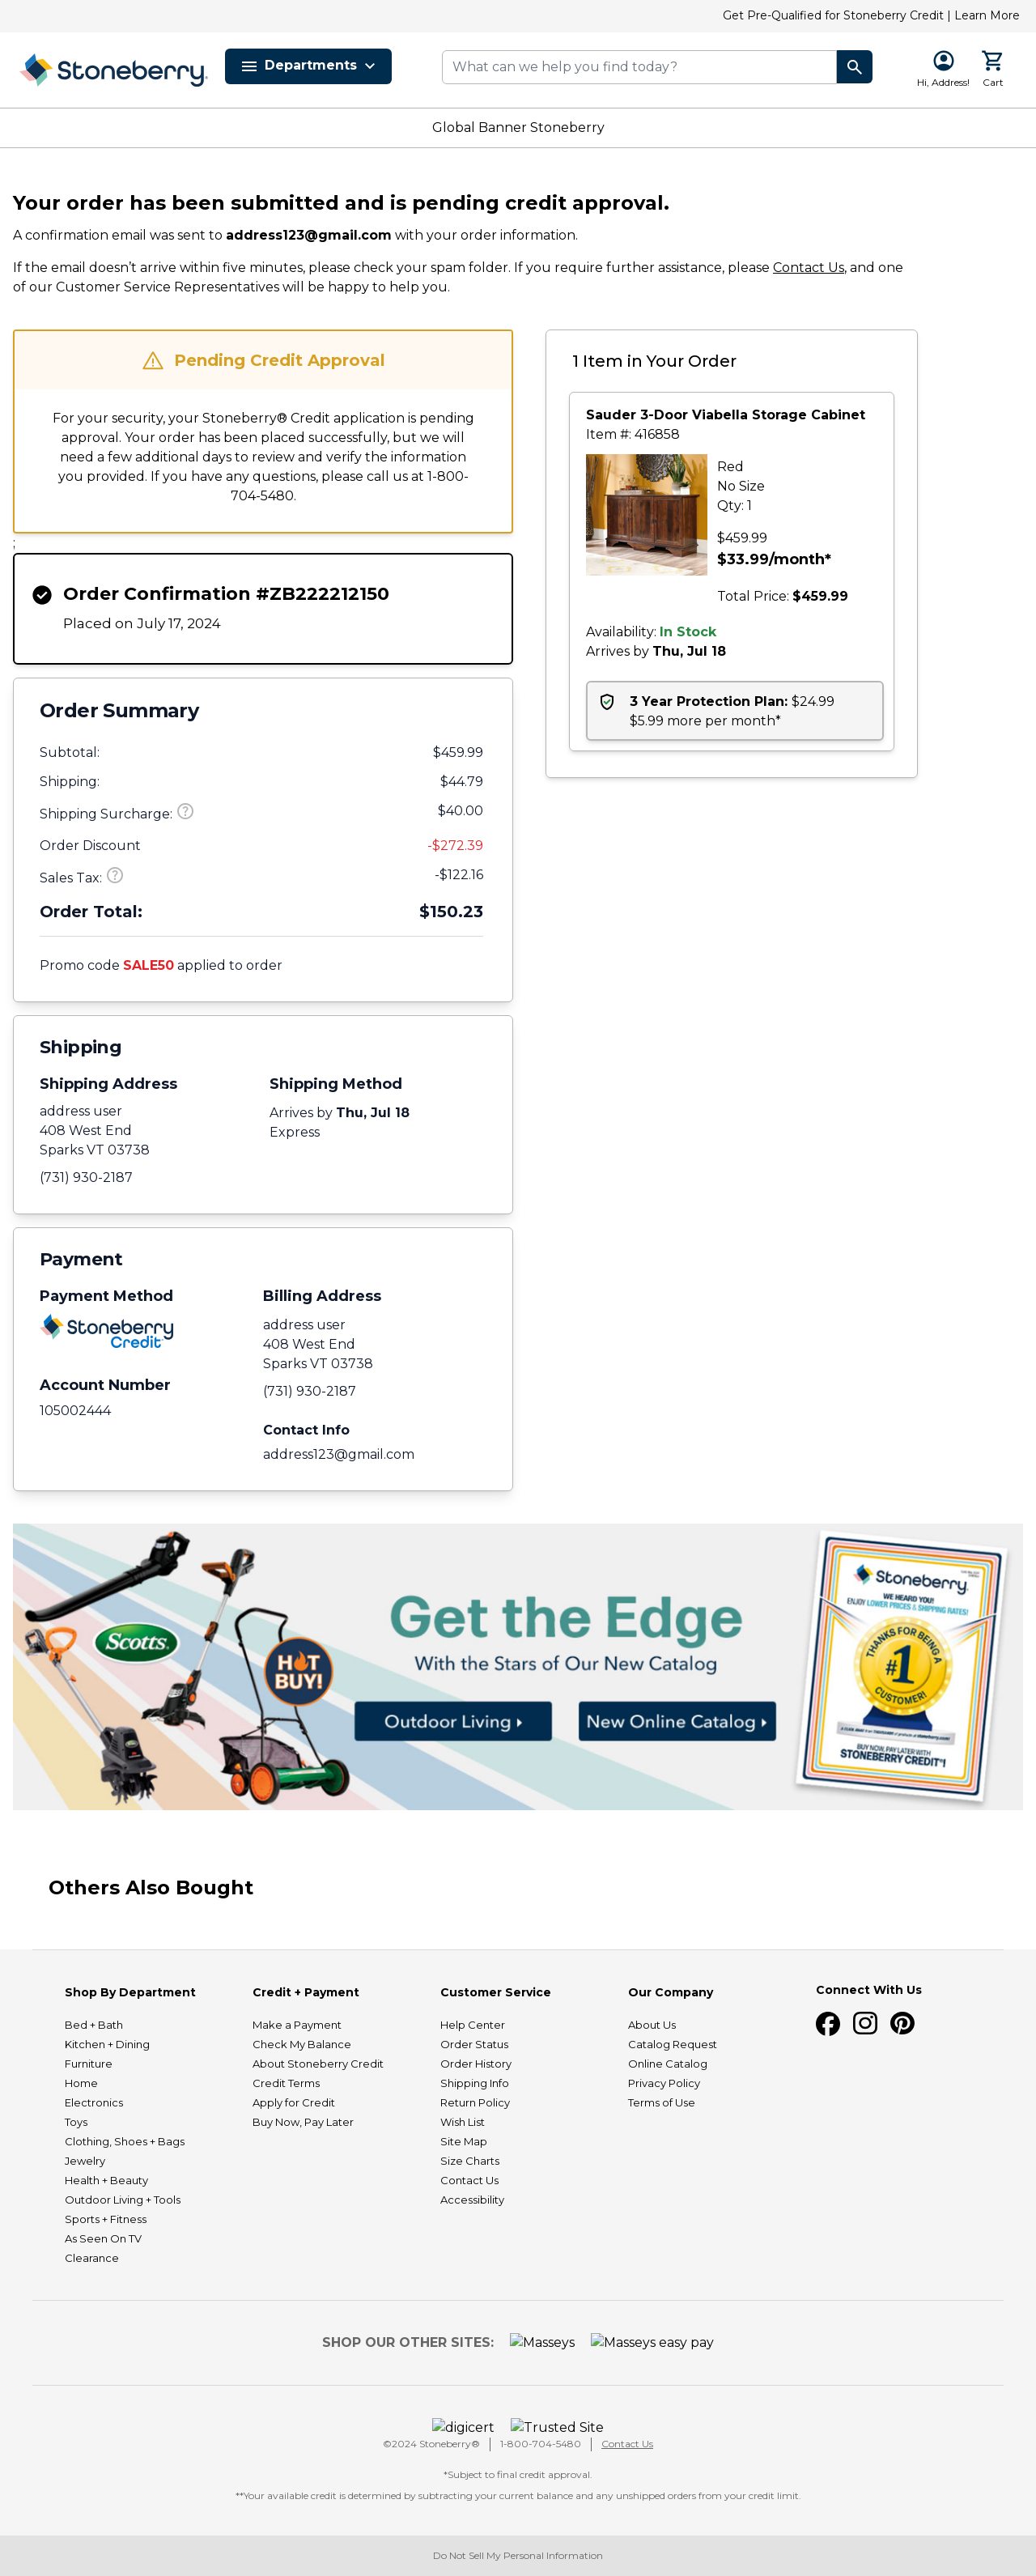 Get Pre-Qualified for Stoneberry Credit | Learn More
Stoneberry
Departments
What can we help you find today?
Hi, Address!
Cart
Global Banner Stoneberry
Your order has been submitted and is pending credit approval.
A confirmation email was sent to address123@gmail.com with your order information.
If the email doesn’t arrive within five minutes, please check your spam folder. If you require further assistance, please Contact Us, and one
of our Customer Service Representatives will be happy to help you.
Pending Credit Approval
For your security, your Stoneberry® Credit application is pending
approval. Your order has been placed successfully, but we will
need a few additional days to review and verify the information
you provided. If you have any questions, please call us at 1-800-
704-5480.
;
Order Confirmation #ZB222212150
Placed on July 17, 2024
Order Summary
Subtotal: $459.99
Shipping: $44.79
Shipping Surcharge: $40.00
Order Discount -$272.39
Sales Tax: -$122.16
Order Total: $150.23
Promo code SALE50 applied to order
Shipping
Shipping Address
address user
408 West End
Sparks VT 03738
(731) 930-2187
Shipping Method
Arrives by Thu, Jul 18
Express
Payment
Payment Method
Stoneberry
Credit
Account Number
105002444
Billing Address
address user
408 West End
Sparks VT 03738
(731) 930-2187
Contact Info
address123@gmail.com
1 Item in Your Order
Sauder 3-Door Viabella Storage Cabinet
Item #: 416858
Red
No Size
Qty: 1
$459.99
$33.99/month*
Total Price: $459.99
Availability: In Stock
Arrives by Thu, Jul 18
3 Year Protection Plan: $24.99
$5.99 more per month*
Scotts
HOT
BUY!
Get the Edge
With the Stars of Our New Catalog
Outdoor Living
New Online Catalog
Stoneberry
WE HEARD YOU!
ENJOY LOWER PRICES & SHIPPING RATES!
THANKS FOR BEING A
#1
CUSTOMER!
BUY NOW, PAY LATER WITH
STONEBERRY CREDIT!
Others Also Bought
Shop By Department
Bed + Bath
Kitchen + Dining
Furniture
Home
Electronics
Toys
Clothing, Shoes + Bags
Jewelry
Health + Beauty
Outdoor Living + Tools
Sports + Fitness
As Seen On TV
Clearance
Credit + Payment
Make a Payment
Check My Balance
About Stoneberry Credit
Credit Terms
Apply for Credit
Buy Now, Pay Later
Customer Service
Help Center
Order Status
Order History
Shipping Info
Return Policy
Wish List
Site Map
Size Charts
Contact Us
Accessibility
Our Company
About Us
Catalog Request
Online Catalog
Privacy Policy
Terms of Use
Connect With Us
SHOP OUR OTHER SITES: Masseys Masseys easy pay
digicert Trusted Site
©2024 Stoneberry® | 1-800-704-5480 | Contact Us
*Subject to final credit approval.
**Your available credit is determined by subtracting your current balance and any unshipped orders from your credit limit.
Do Not Sell My Personal Information